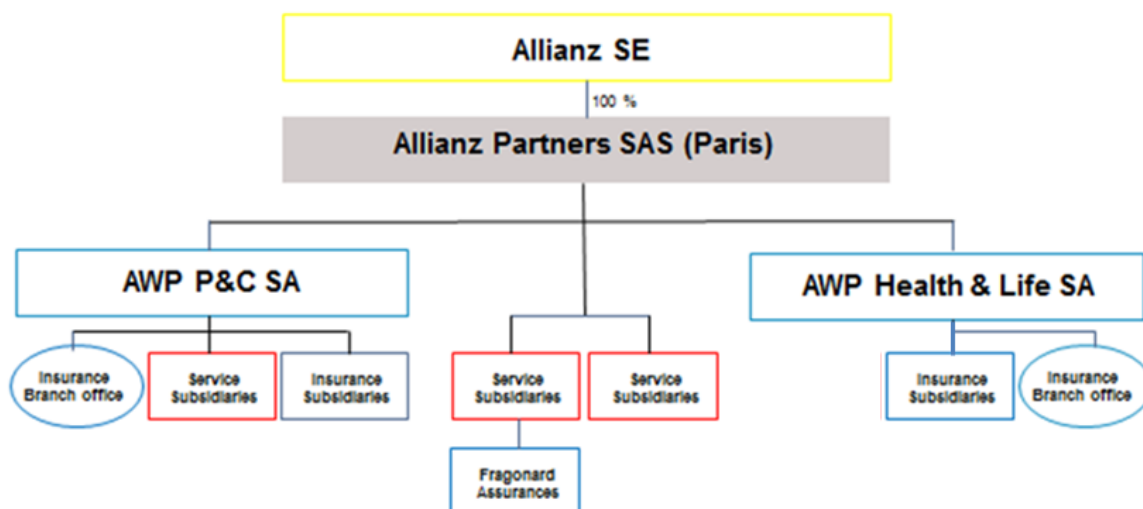 Allianz SE
100 %
Allianz Partners SAS (Paris)
AWP P&C SA
AWP Health & Life SA
Insurance
Branch office
Service
Subsidiaries
Insurance
Subsidiaries
Service
Subsidiaries
Service
Subsidiaries
Insurance
Subsidiaries
Insurance
Branch office
Fragonard
Assurances